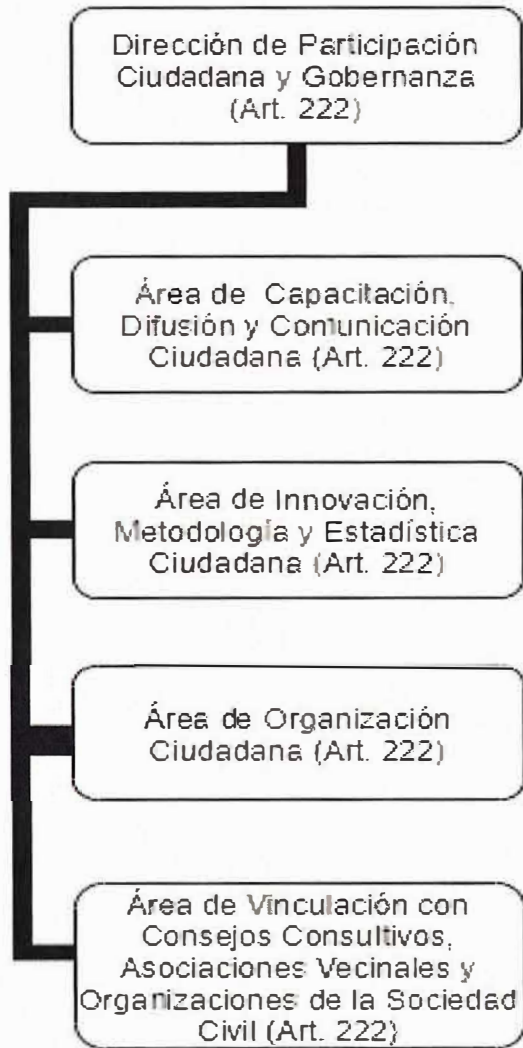 Dirección de Participación
Ciudadana y Gobernanza
(Art. 222)
Área de Capacitación,
Difusión y Comunicación
Ciudadana (Art. 222)
Área de Innovación,
Metodología y Estadística
Ciudadana (Art. 222)
Área de Organización
Ciudadana (Art. 222)
Área de Vinculación con
Consejos Consultivos,
Asociaciones Vecinales y
Organizaciones de la Sociedad
Civil (Art. 222)